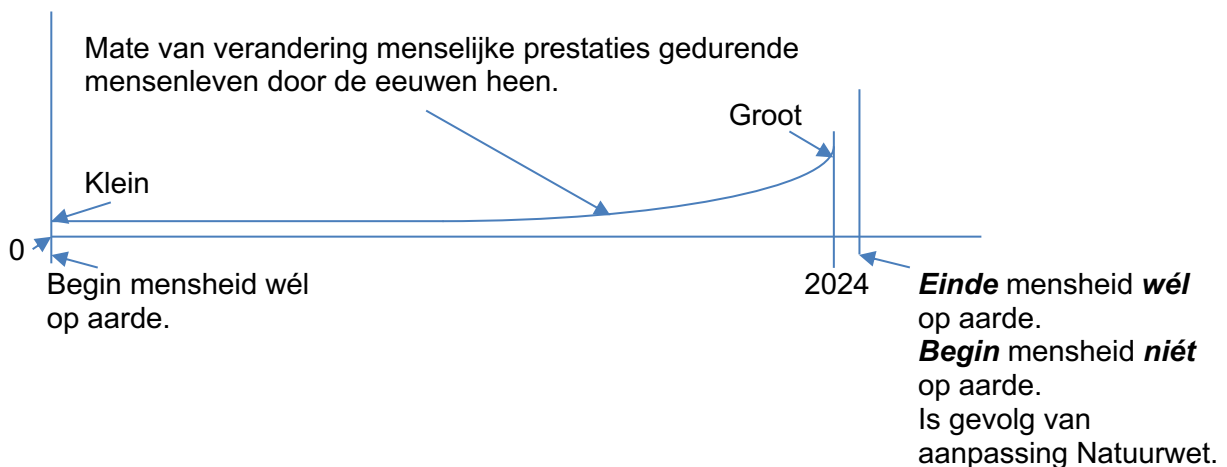 Mate van verandering menselijke prestaties gedurende
mensenleven door de eeuwen heen.
Groot
Klein
0
Begin mensheid wél
op aarde.
2024
Einde mensheid wél
op aarde.
Begin mensheid niét
op aarde.
Is gevolg van
aanpassing Natuurwet.